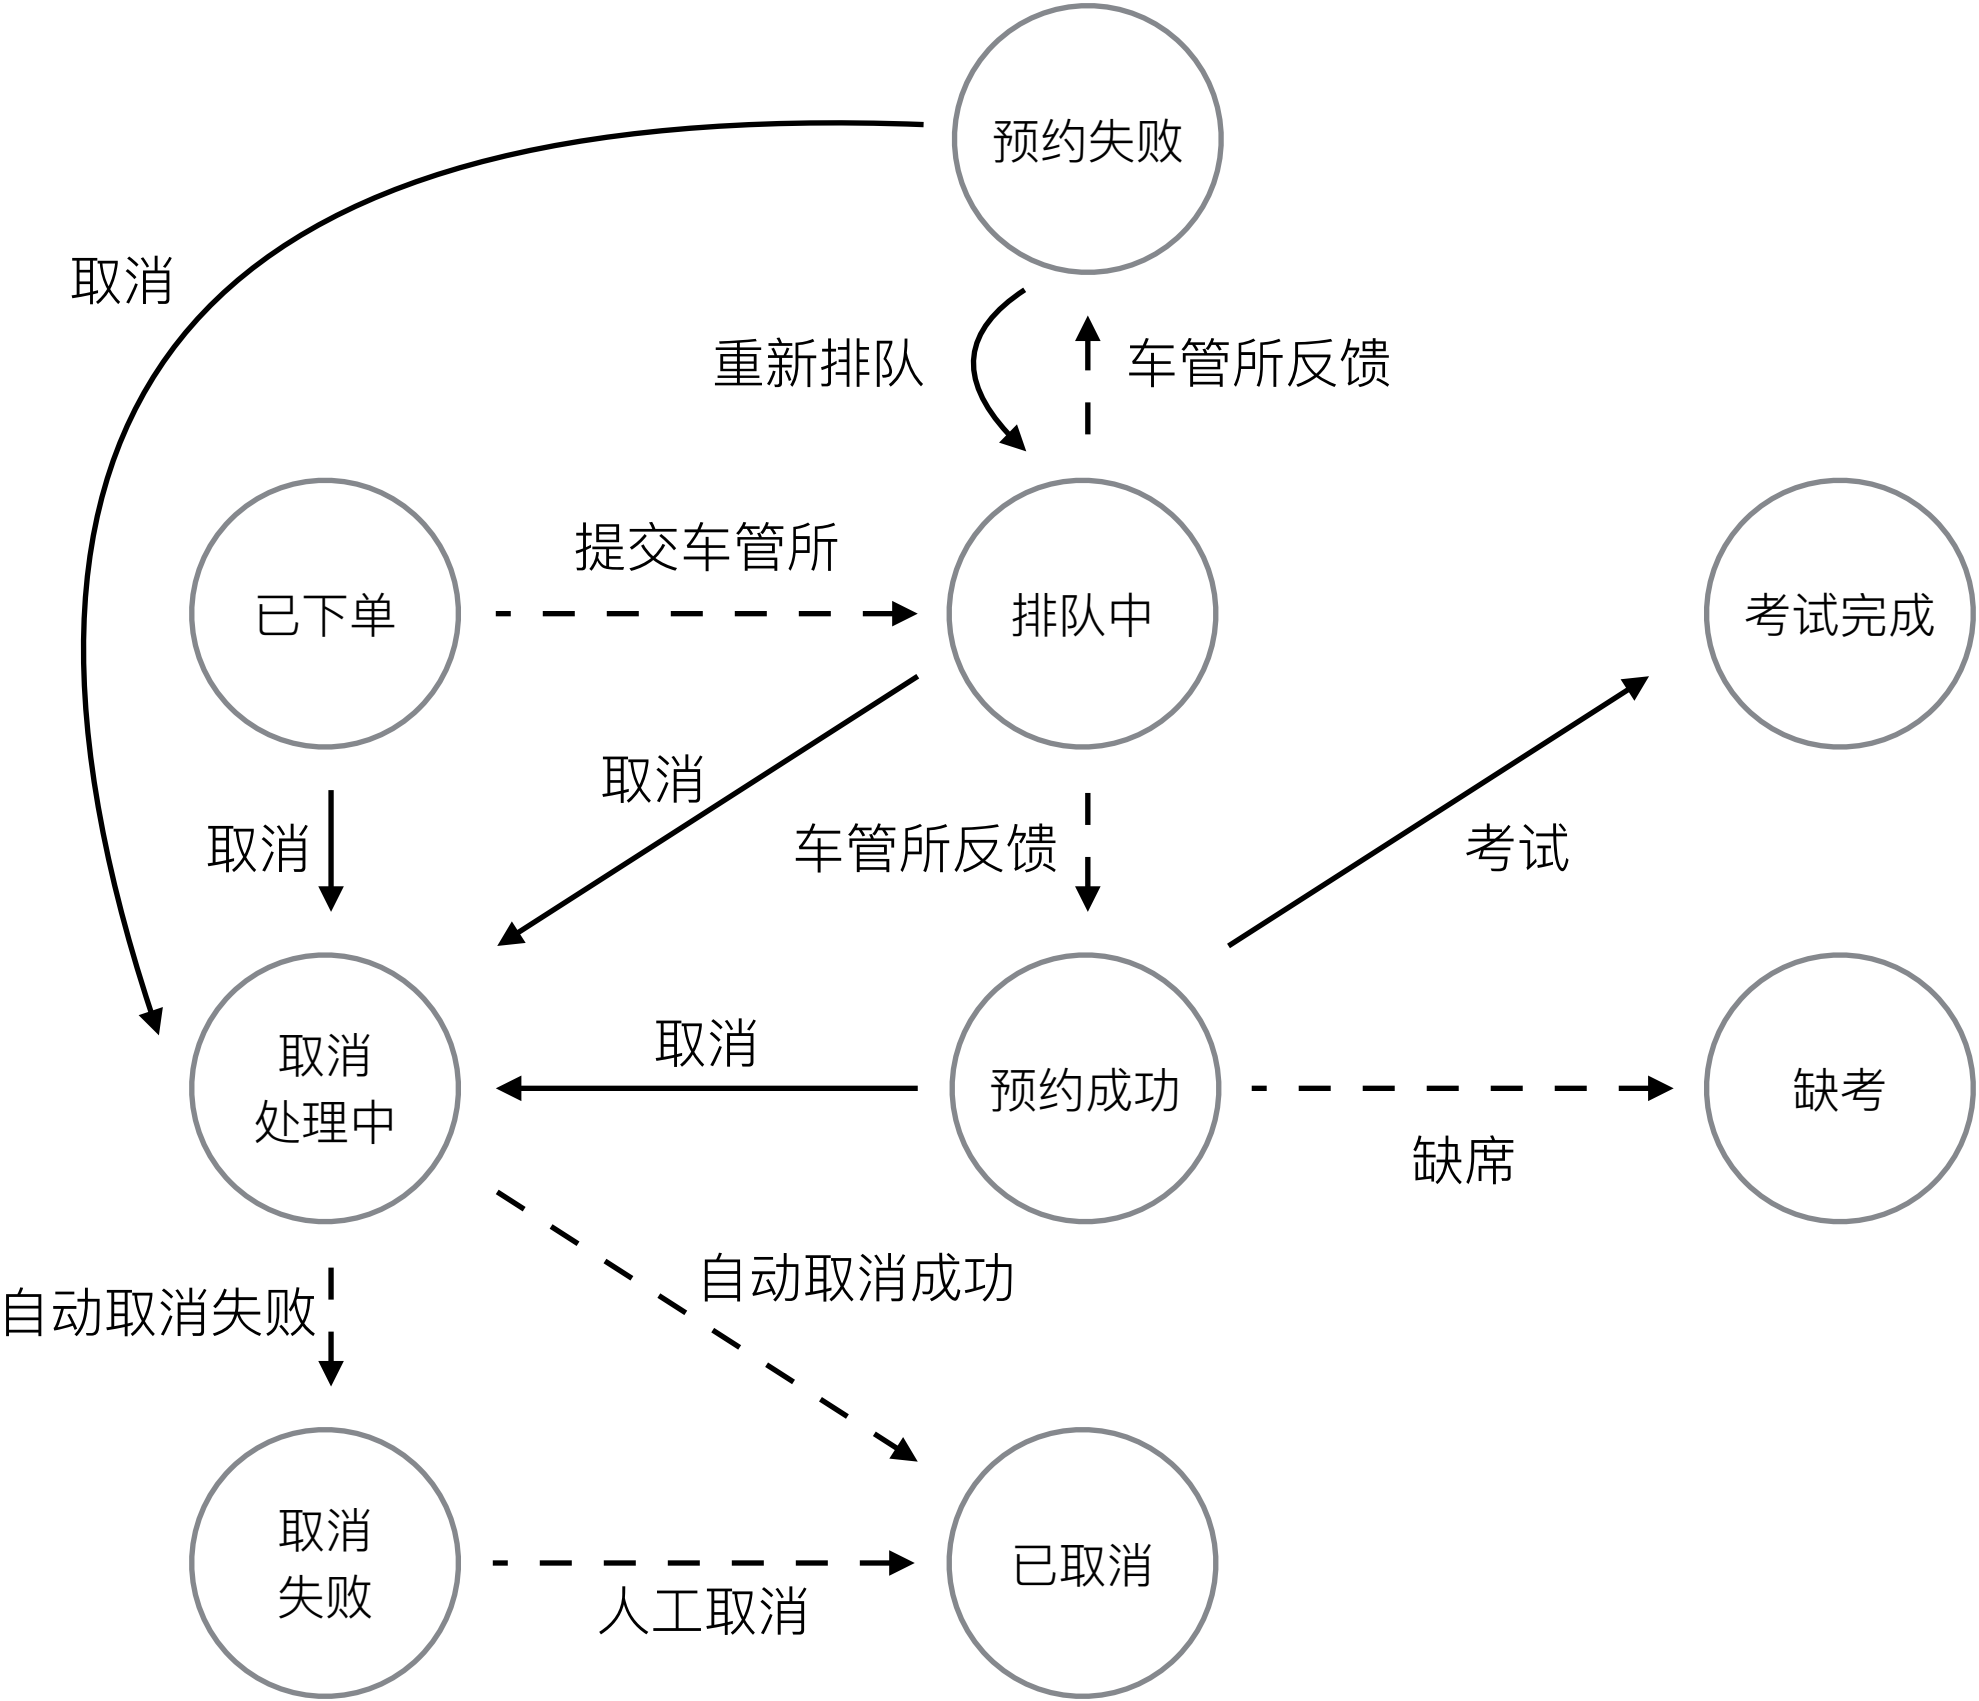 预约失败
取消
重新排队
车管所反馈
提交车管所
已下单
排队中
考试完成
取消
取消
车管所反馈
考试
取消
取消
处理中
预约成功
缺考
缺席
自动取消成功
自动取消失败
取消
失败
已取消
人工取消